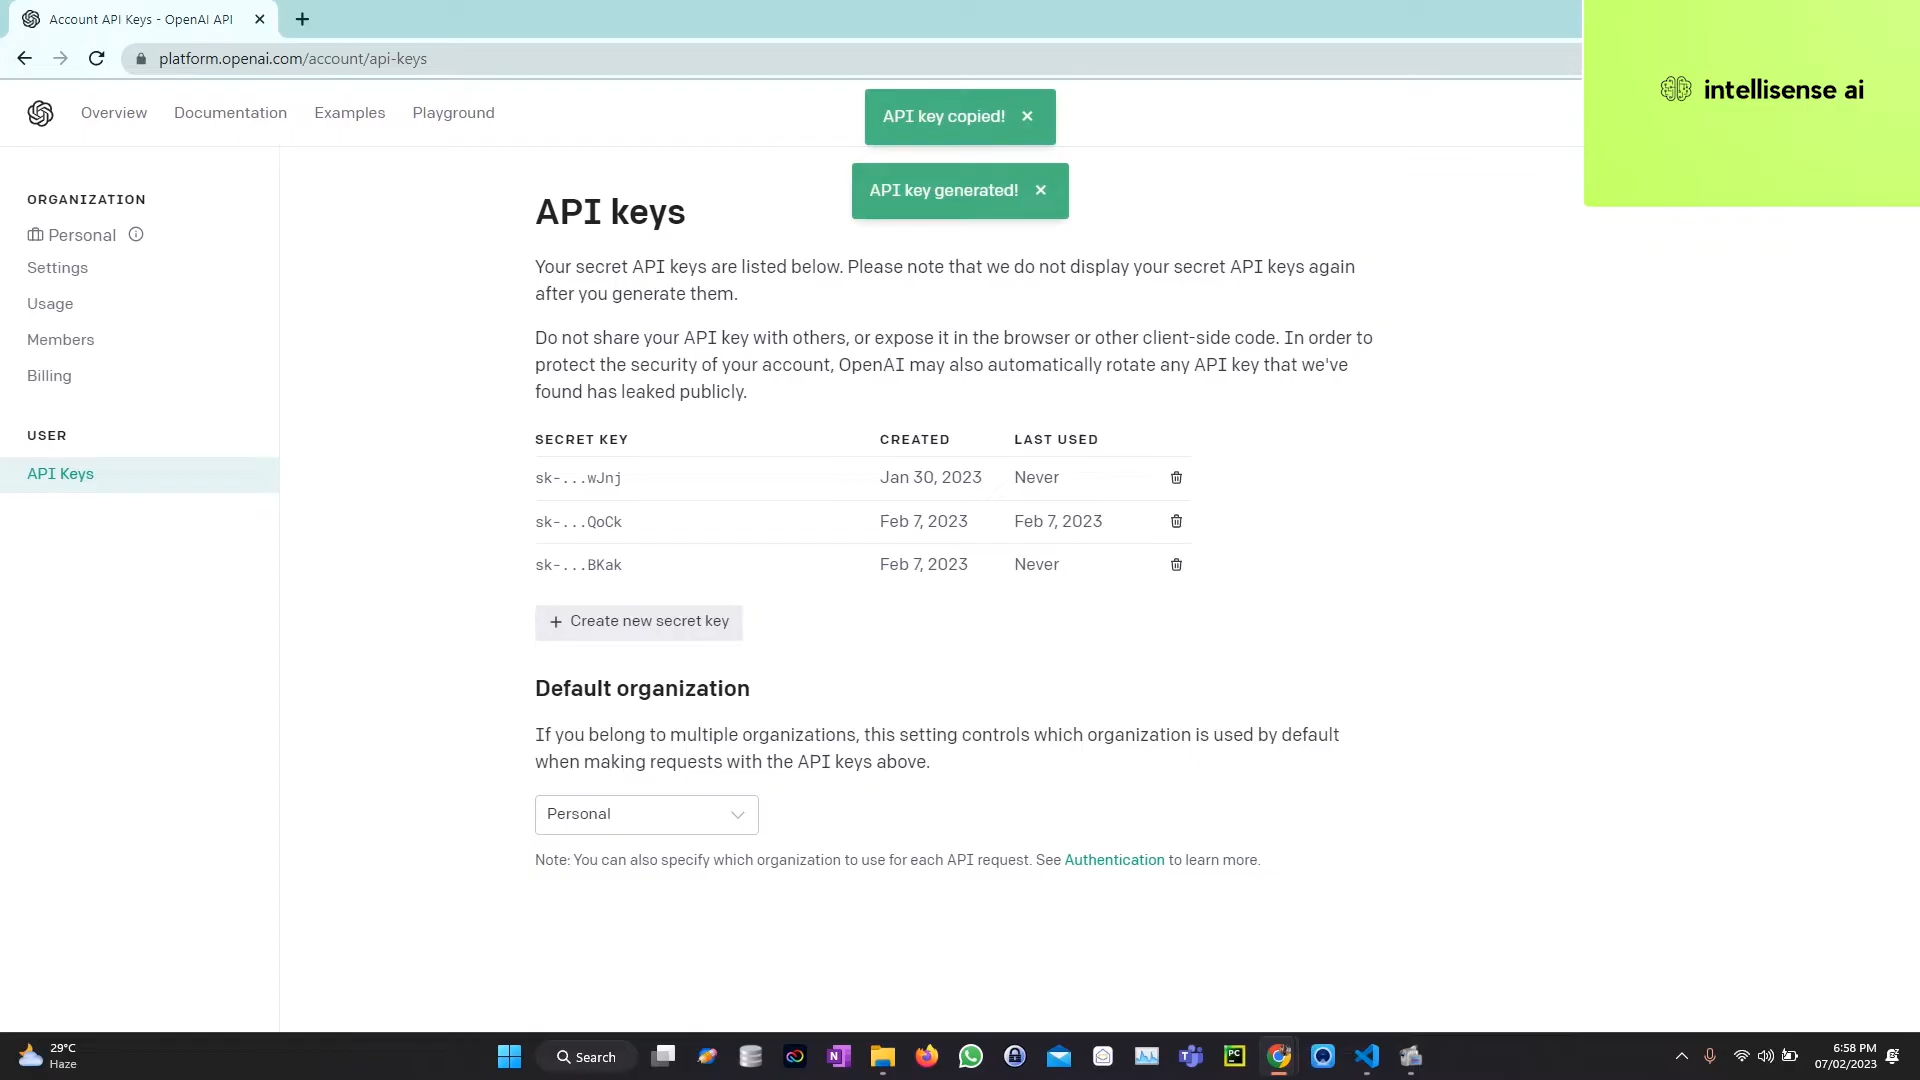 Account API Keys - OpenAI API
platform.openai.com/account/api-keys
intellisense ai
Overview Documentation Examples Playground
API key copied!
API key generated!
ORGANIZATION
Personal
Settings
Usage
Members
Billing
USER
API Keys
API keys
Your secret API keys are listed below. Please note that we do not display your secret API keys again
after you generate them.
Do not share your API key with others, or expose it in the browser or other client-side code. In order to
protect the security of your account, OpenAI may also automatically rotate any API key that we've
found has leaked publicly.
SECRET KEY CREATED LAST USED
sk-...wJnj Jan 30, 2023 Never
sk-...QoCk Feb 7, 2023 Feb 7, 2023
sk-...BKak Feb 7, 2023 Never
+ Create new secret key
Default organization
If you belong to multiple organizations, this setting controls which organization is used by default
when making requests with the API keys above.
Personal
Note: You can also specify which organization to use for each API request. See Authentication to learn more.
29°C
Haze
Search
6:58 PM
07/02/2023